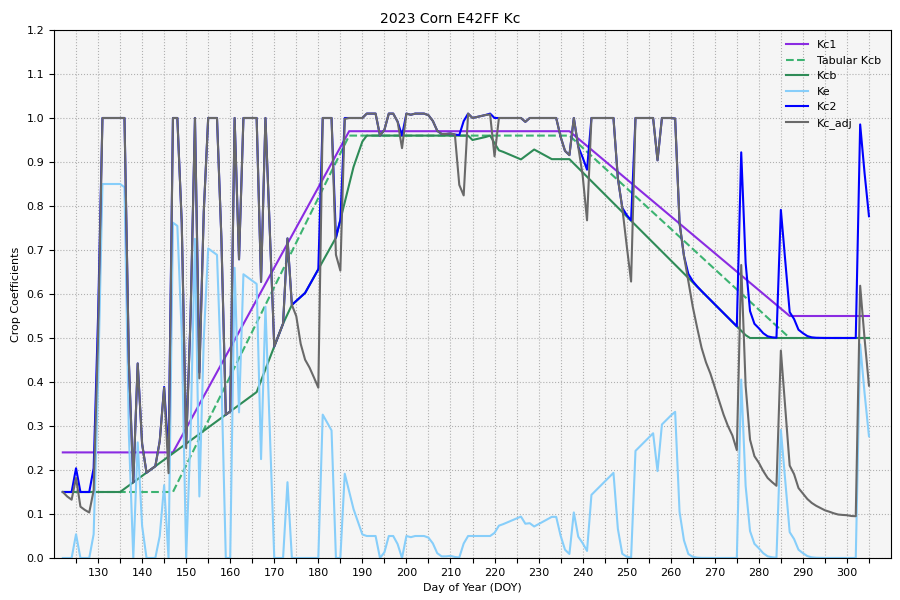 2023 Corn E42FF Kc
1.2
1.1
1.0
0.9
0.8
0.7
0.6
0.5
0.4
0.3
0.2
0.1
0.0
Crop Coefficients
Kc1
Tabular Kcb
Kcb
Ke
Kc2
Kc_adj
130 140 150 160 170 180 190 200 210 220 230 240 250 260 270 280 290 300
Day of Year (DOY)